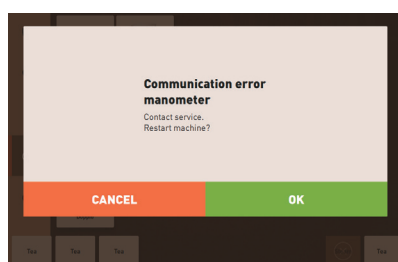 Communication error
manometer
Contact service.
Restart machine?
CANCEL
OK
Tea
Tea
Tea
Tea